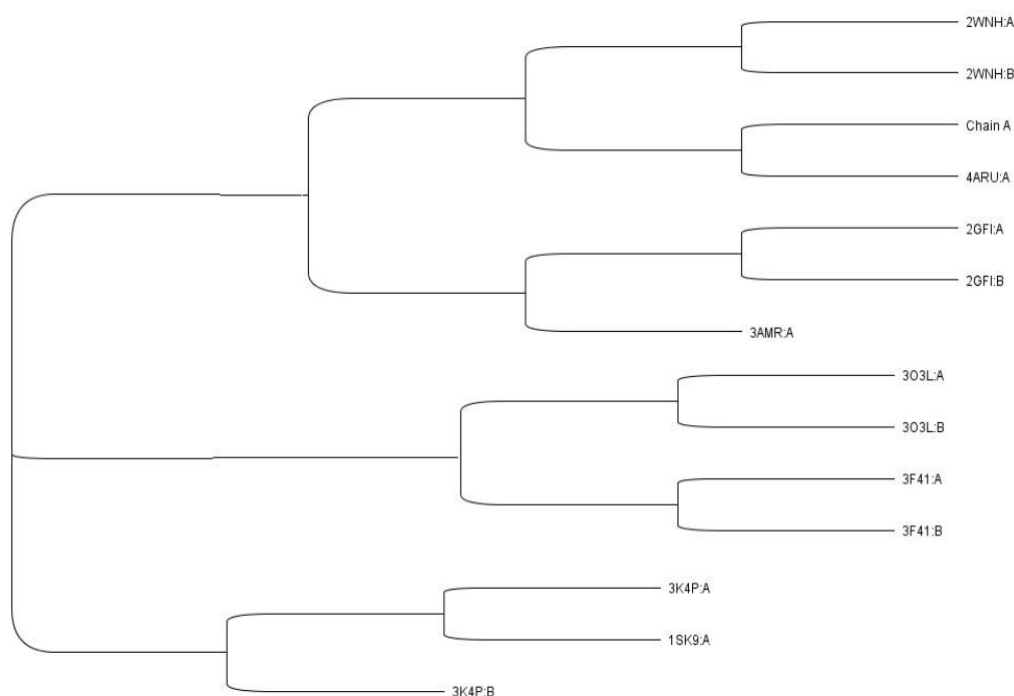 2WNH:A
2WNH:B
Chain A
4ARU:A
2GFI:A
2GFI:B
3AMR:A
3O3L:A
3O3L:B
3F41:A
3F41:B
3K4P:A
1SK9:A
3K4P:B